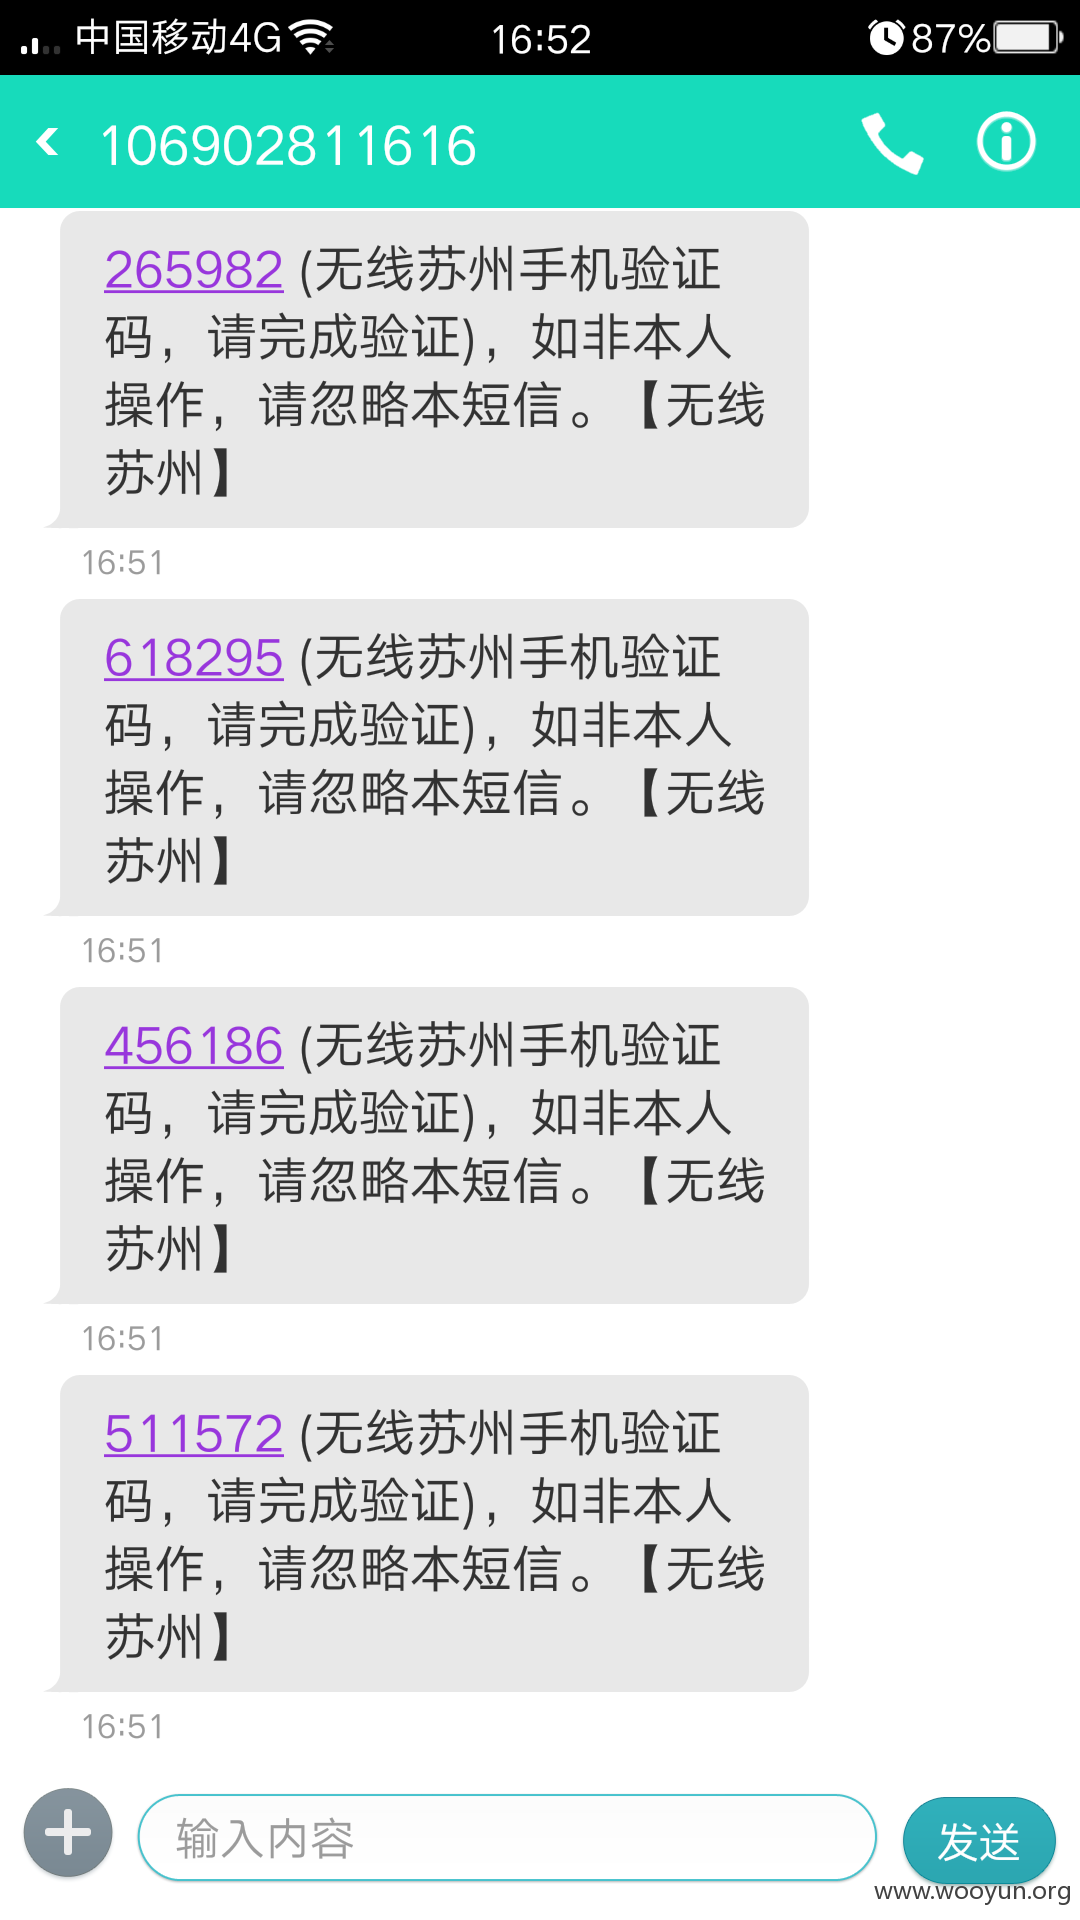 中国移动4G 16:52 87%
106902811616
265982 (无线苏州手机验证
码，请完成验证)，如非本人
操作，请忽略本短信。【无线
苏州】
16:51
618295 (无线苏州手机验证
码，请完成验证)，如非本人
操作，请忽略本短信。【无线
苏州】
16:51
456186 (无线苏州手机验证
码，请完成验证)，如非本人
操作，请忽略本短信。【无线
苏州】
16:51
511572 (无线苏州手机验证
码，请完成验证)，如非本人
操作，请忽略本短信。【无线
苏州】
16:51
输入内容 发送
www.wooyun.org